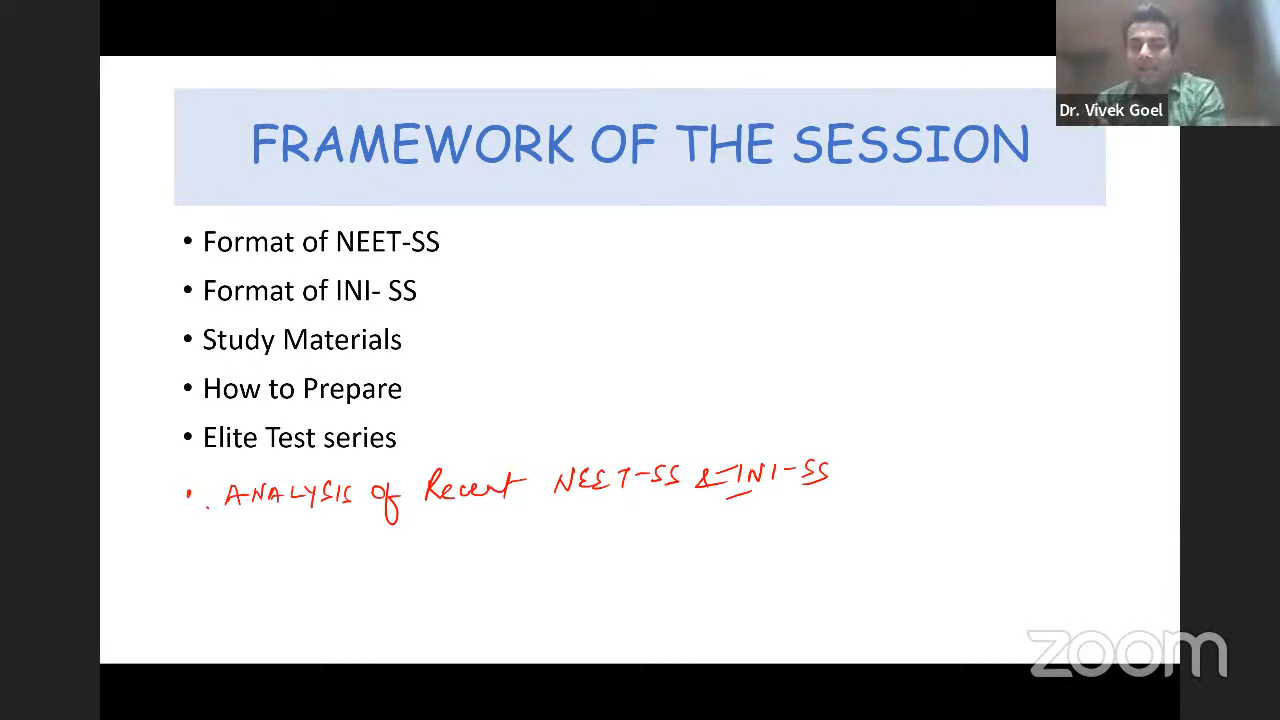 Dr. Vivek Goel
FRAMEWORK OF THE SESSION
• Format of NEET-SS
• Format of INI- SS
• Study Materials
• How to Prepare
• Elite Test series
• ANALYSIS of Recent NEET-SS & INI-SS
zoom